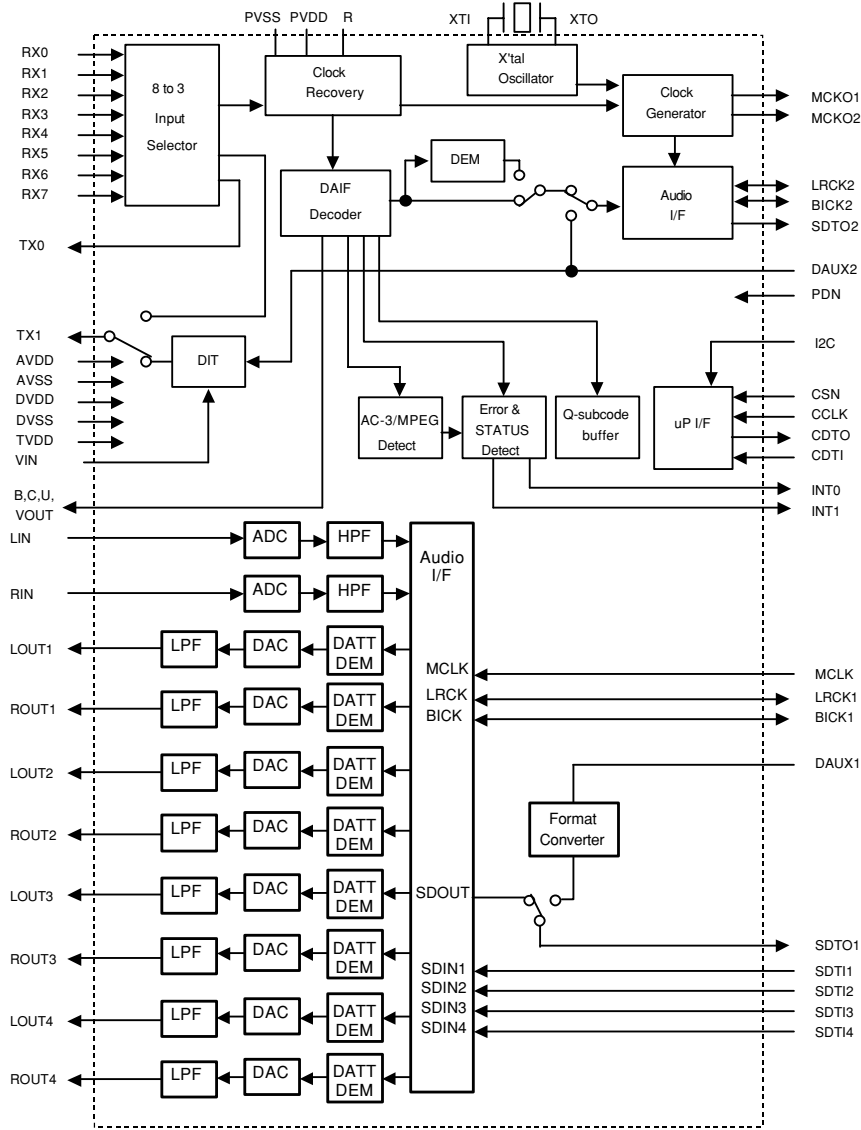 PVSS PVDD R
XTI XTO
RX0
RX1
RX2
RX3
RX4
RX5
RX6
RX7
TX0
8 to 3
Input
Selector
Clock
Recovery
X'tal
Oscillator
Clock
Generator
MCKO1
MCKO2
DEM
DAIF
Decoder
Audio
I/F
LRCK2
BICK2
SDTO2
DAUX2
PDN
TX1
AVDD
AVSS
DVDD
DVSS
TVDD
VIN
DIT
I2C
AC-3/MPEG
Detect
Error &
STATUS
Detect
Q-subcode
buffer
uP I/F
CSN
CCLK
CDTO
CDTI
INT0
INT1
B,C,U,
VOUT
LIN
ADC HPF
Audio
I/F
RIN
ADC HPF
LOUT1
LPF DAC DATT
DEM
MCLK
MCLK
ROUT1
LPF DAC DATT
DEM
LRCK
BICK
LRCK1
BICK1
LOUT2
LPF DAC DATT
DEM
DAUX1
ROUT2
LPF DAC DATT
DEM
Format
Converter
LOUT3
LPF DAC DATT
DEM
SDOUT
SDTO1
ROUT3
LPF DAC DATT
DEM
SDIN1
SDIN2
SDIN3
SDIN4
SDTI1
SDTI2
SDTI3
SDTI4
LOUT4
LPF DAC DATT
DEM
ROUT4
LPF DAC DATT
DEM